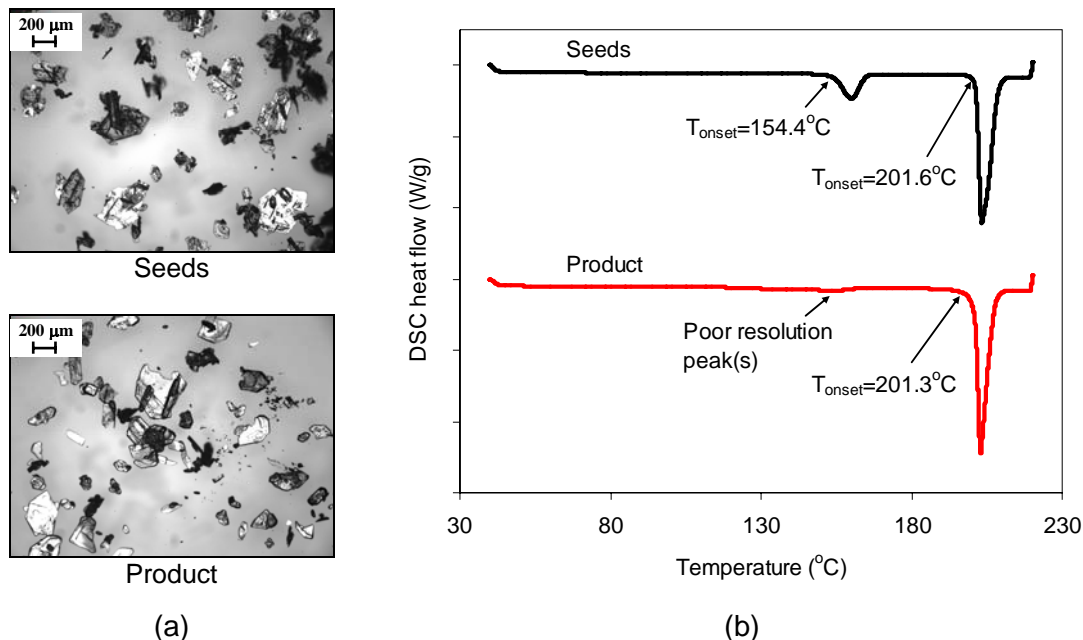 200 μm
Seeds
200 μm
Product
(a)
DSC heat flow (W/g)
Seeds
Tonset=154.4°C
Tonset=201.6°C
Product
Poor resolution
peak(s)
Tonset=201.3°C
30
80
130
180
230
Temperature (°C)
(b)